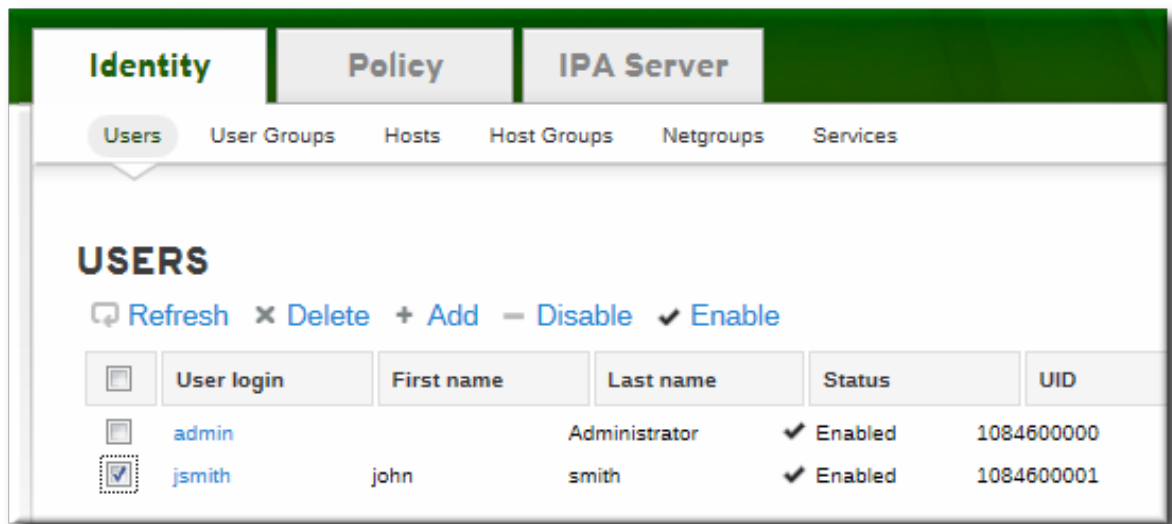 Identity Policy IPA Server
Users User Groups Hosts Host Groups Netgroups Services
USERS
Refresh Delete Add Disable Enable
User login First name Last name Status UID
admin Administrator Enabled 1084600000
jsmith john smith Enabled 1084600001